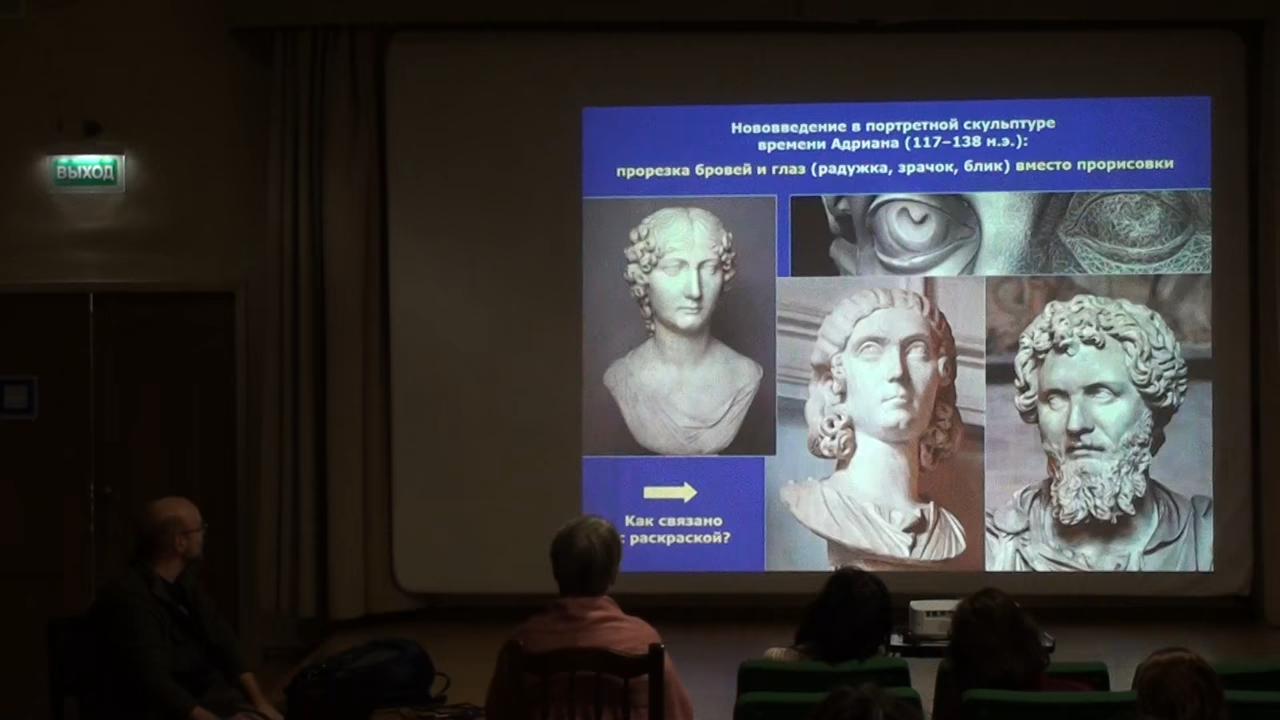 ВЫХОД
Нововведение в портретной скульптуре
времени Адриана (117–138 н.э.):
прорезка бровей и глаз (радужка, зрачок, блик) вместо прорисовки
Как связано
с раскраской?